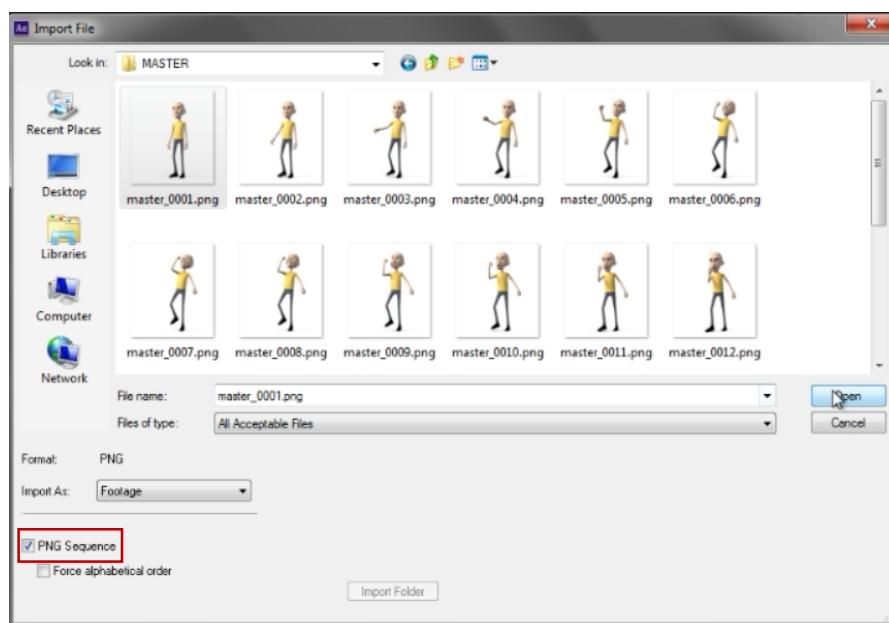 Ae Import File
Look in: MASTER
Recent Places
Desktop
Libraries
Computer
Network
master_0001.png master_0002.png master_0003.png master_0004.png master_0005.png master_0006.png
master_0007.png master_0008.png master_0009.png master_0010.png master_0011.png master_0012.png
File name: master_0001.png Open
Files of type: All Acceptable Files Cancel
Format: PNG
Import As: Footage
PNG Sequence
Force alphabetical order
Import Folder